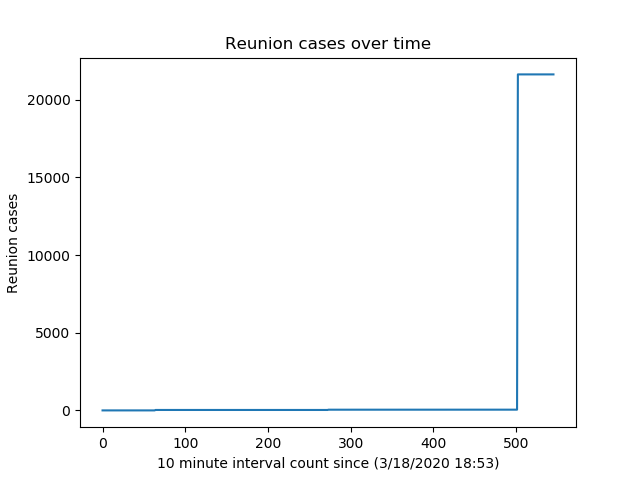 Reunion cases over time
Reunion cases
20000
15000
10000
5000
0
0 100 200 300 400 500
10 minute interval count since (3/18/2020 18:53)